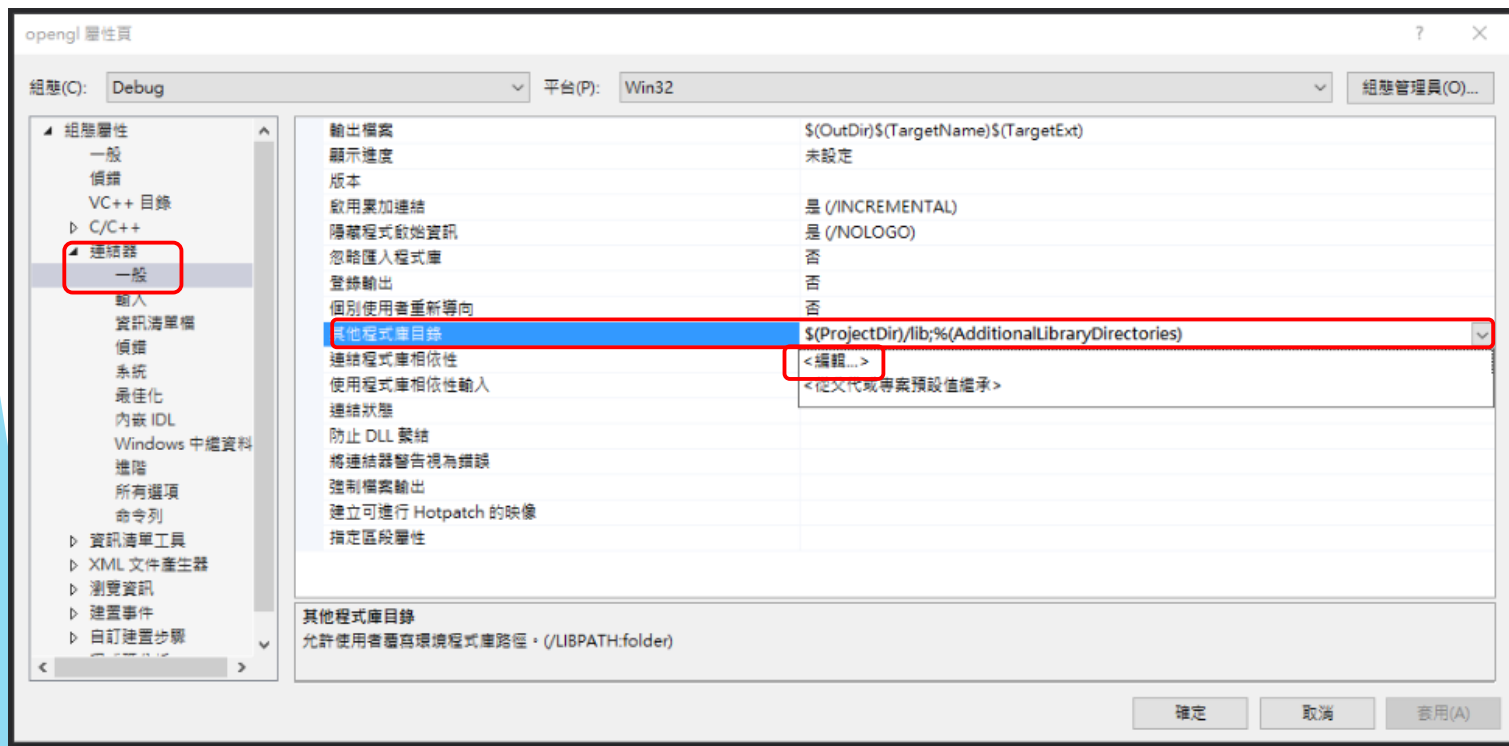 opengl 屬性頁
組態(C): Debug 平台(P): Win32 組態管理員(O)...
組態屬性
一般
偵錯
VC++ 目錄
C/C++
連結器
一般
輸入
資訊清單檔
偵錯
系統
最佳化
內嵌 IDL
Windows 中繼資料
進階
所有選項
命令列
資訊清單工具
XML 文件產生器
瀏覽資訊
建置事件
自訂建置步驟
輸出檔案 $(OutDir)$(TargetName)$(TargetExt)
顯示進度 未設定
版本
啟用累加連結 是 (/INCREMENTAL)
隱藏程式啟始資訊 是 (/NOLOGO)
忽略匯入程式庫 否
登錄輸出 否
個別使用者重新導向 否
其他程式庫目錄 $(ProjectDir)/lib;%(AdditionalLibraryDirectories)
連結程式庫相依性 <編輯...>
使用程式庫相依性輸入 <從父代或專案預設值繼承>
連結狀態
防止 DLL 繫結
將連結器警告視為錯誤
強制檔案輸出
建立可進行 Hotpatch 的映像
指定區段屬性
其他程式庫目錄
允許使用者覆寫環境程式庫路徑。(/LIBPATH:folder)
確定 取消 套用(A)